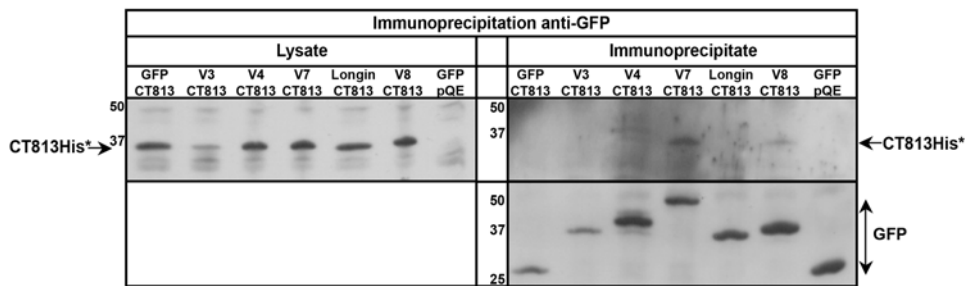 Immunoprecipitation anti-GFP
Lysate
Immunoprecipitate
GFP V3 V4 V7 Longin V8 GFP
CT813 CT813 CT813 CT813 CT813 CT813 pQE
GFP V3 V4 V7 Longin V8 GFP
CT813 CT813 CT813 CT813 CT813 CT813 pQE
50
37
CT813His*
50
37
CT813His*
50
37
25
GFP